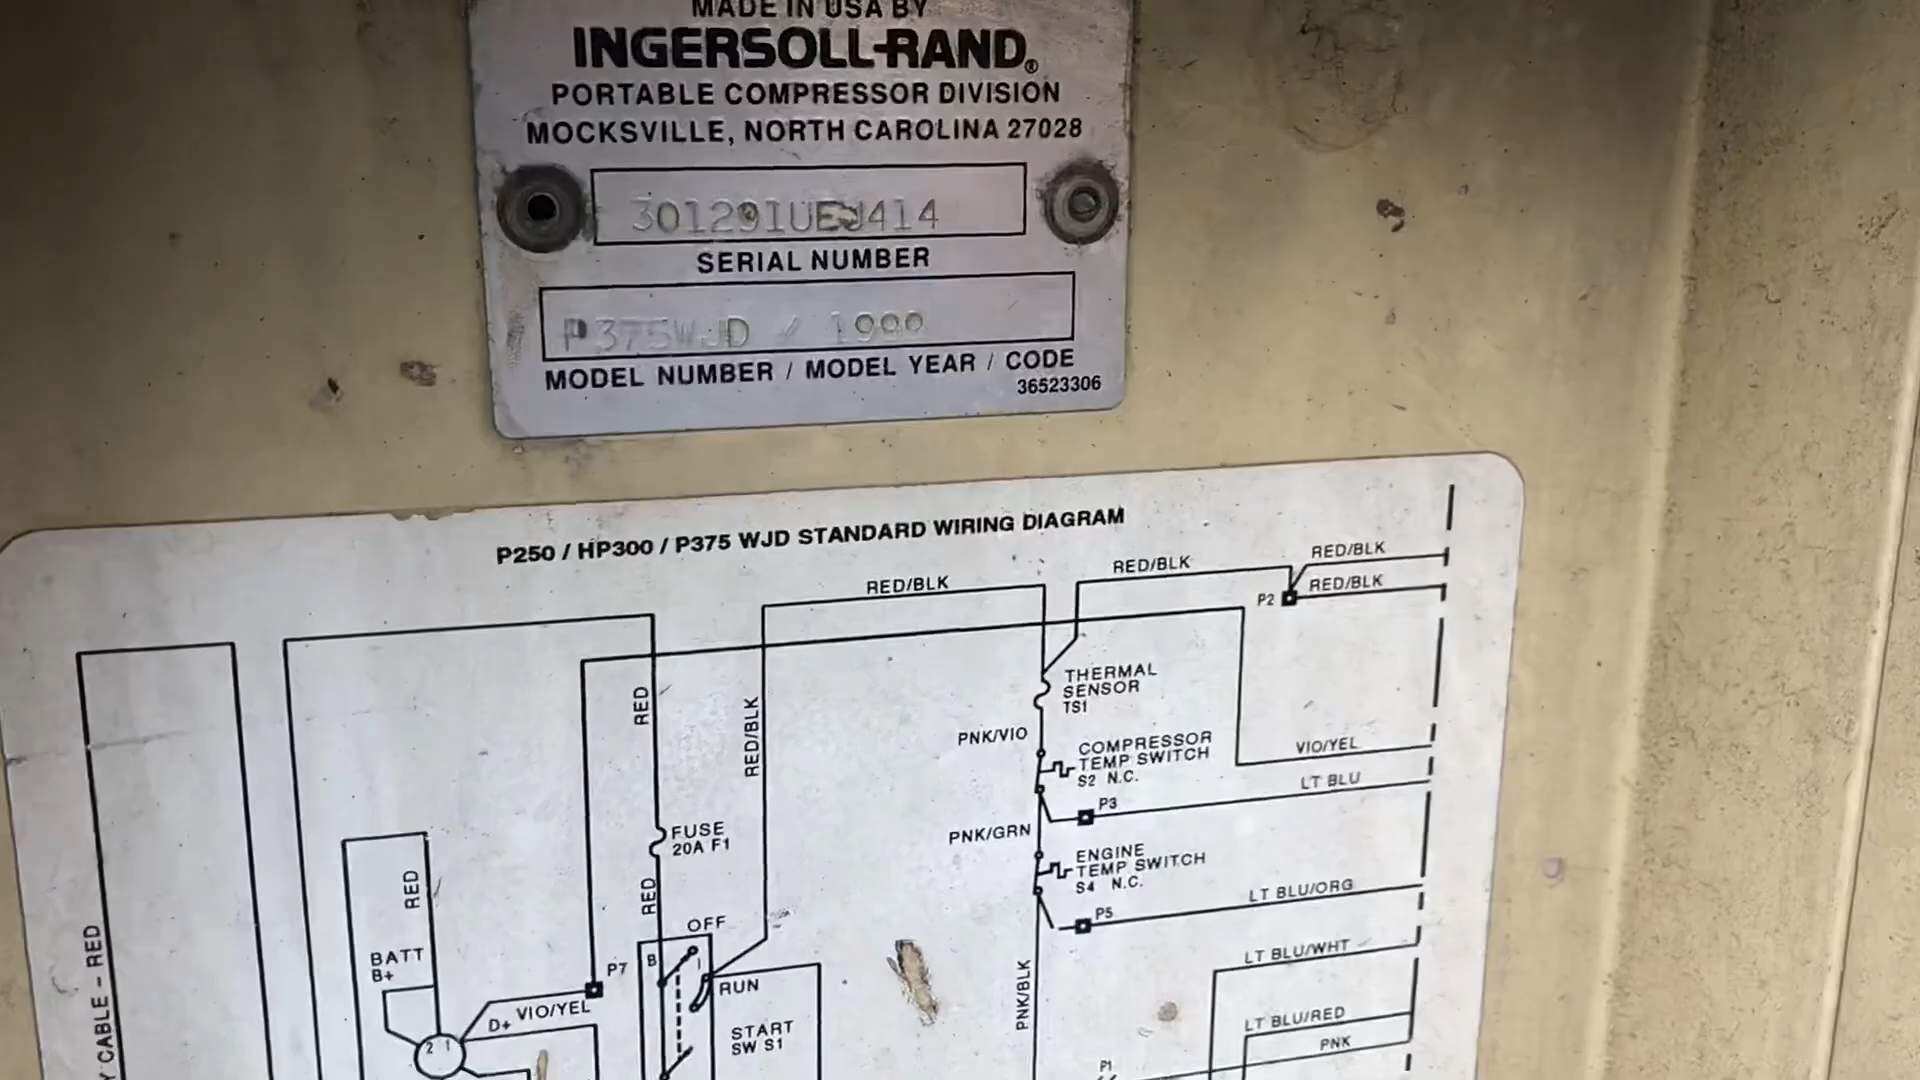 MADE IN USA BY
INGERSOLL-RAND®
PORTABLE COMPRESSOR DIVISION
MOCKSVILLE, NORTH CAROLINA 27028
SERIAL NUMBER
P375WJD /
MODEL NUMBER / MODEL YEAR / CODE
36523306
P250 / HP300 / P375 WJD STANDARD WIRING DIAGRAM
RED/BLK
RED/BLK
RED/BLK
P2
RED/BLK
THERMAL
SENSOR
TS1
RED
RED/BLK
PNK/VIO
COMPRESSOR
TEMP SWITCH
S2 N.C.
VIO/YEL
LT BLU
P3
FUSE
20A F1
PNK/GRN
ENGINE
TEMP SWITCH
S4 N.C.
RED
RED
LT BLU/ORG
P5
OFF
Y CABLE - RED
BATT
B+
P7
B
I
RUN
LT BLU/WHT
PNK/BLK
D+
VIO/YEL
START
SW S1
LT BLU/RED
PNK
2 1
P1